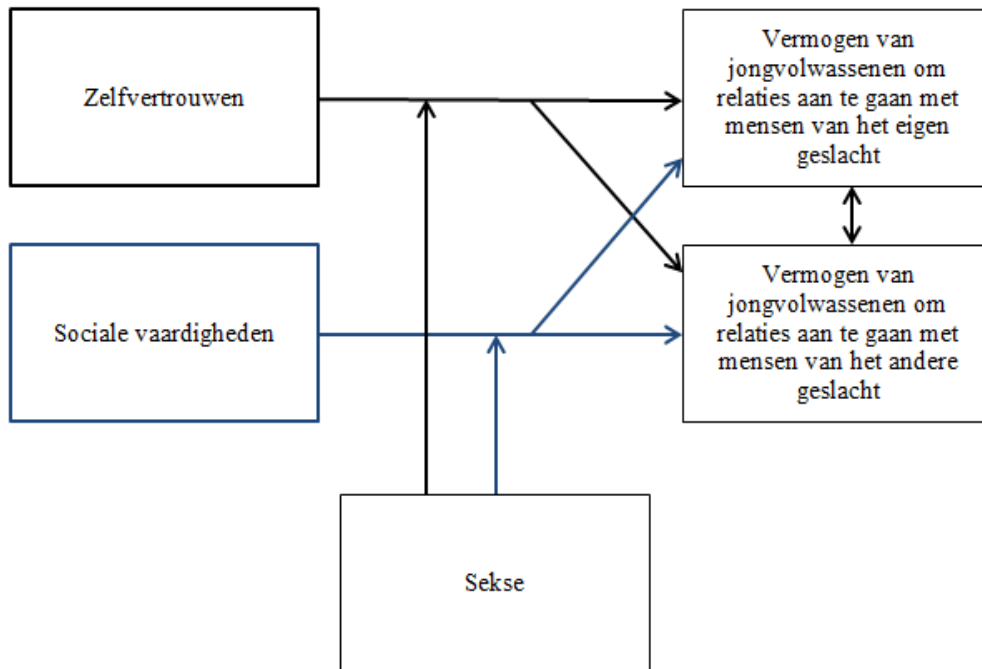 Zelfvertrouwen
Vermogen van
jongvolwassenen om
relaties aan te gaan met
mensen van het eigen
geslacht
Sociale vaardigheden
Vermogen van
jongvolwassenen om
relaties aan te gaan met
mensen van het andere
geslacht
Sekse